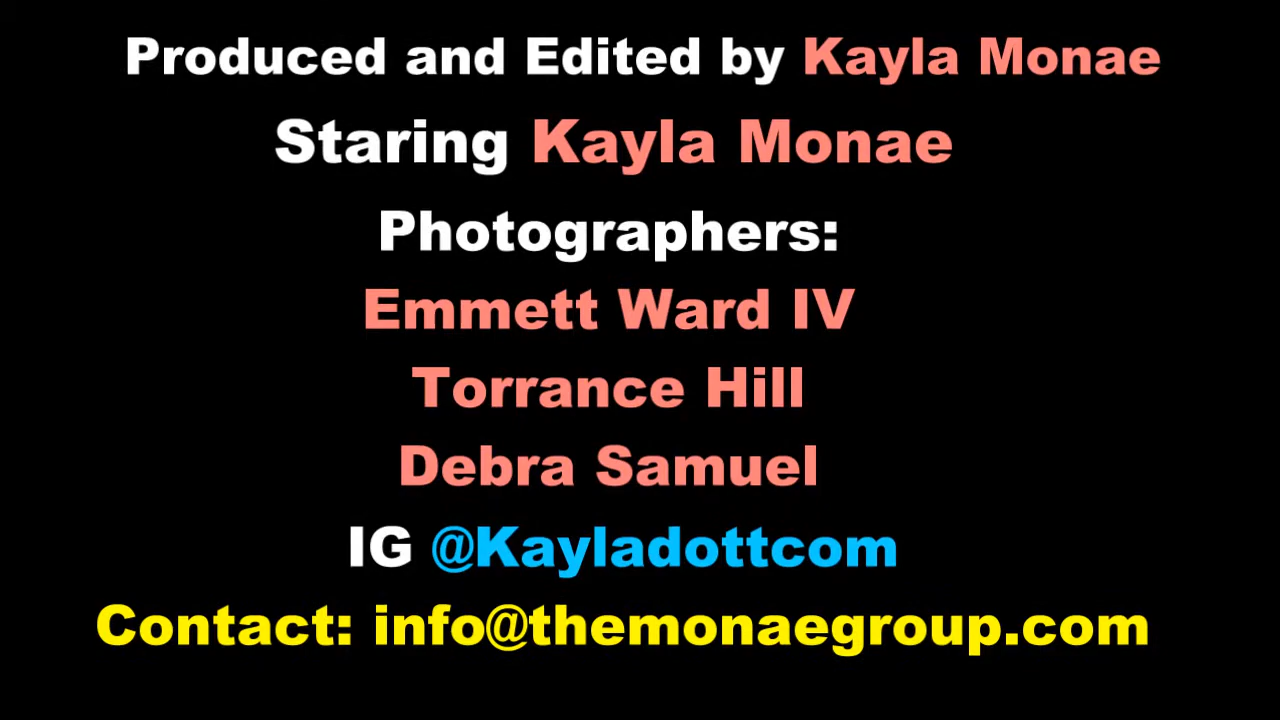 Produced and Edited by Kayla Monae
Staring Kayla Monae
Photographers:
Emmett Ward IV
Torrance Hill
Debra Samuel
IG @Kayladottcom
Contact: info@themonaegroup.com